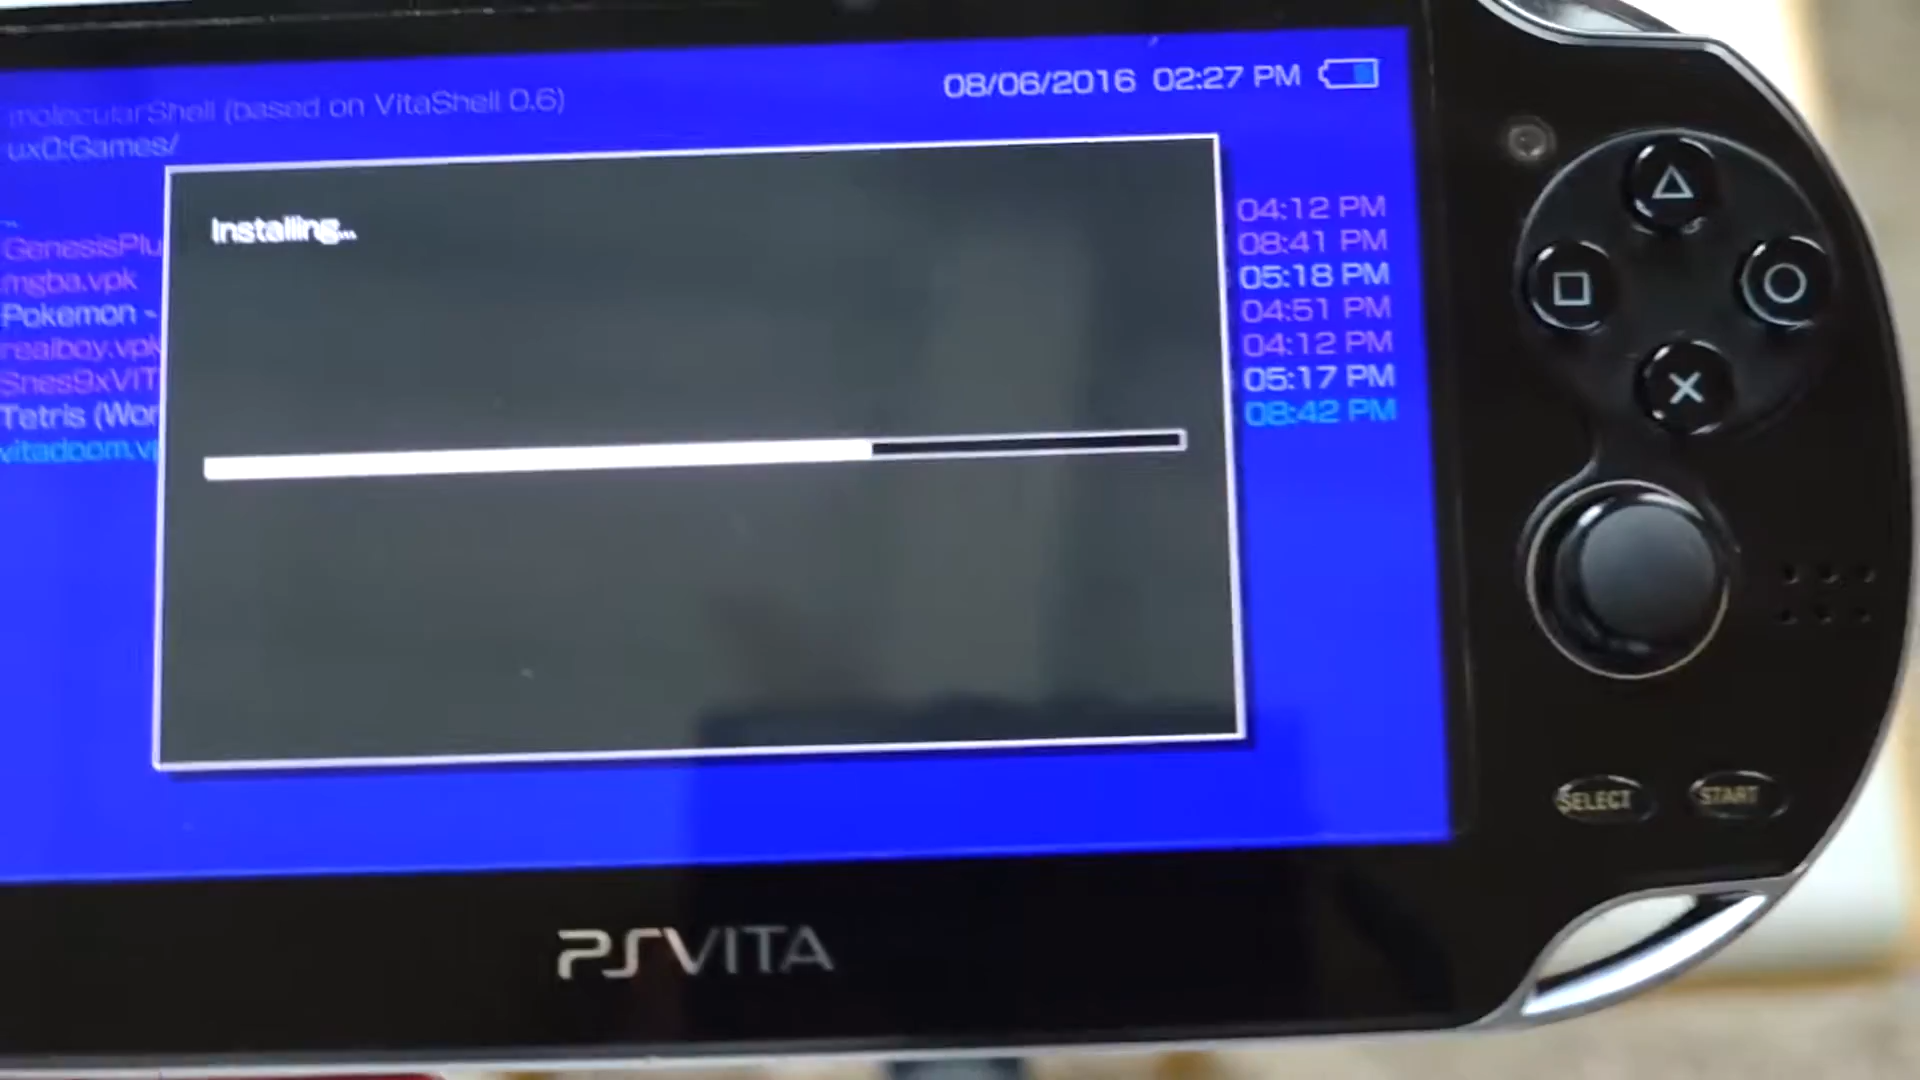 molecularShell (based on VitaShell 0.6)
08/06/2016 02:27 PM
ux0:Games/
Installing...
..
04:12 PM
GenesisPlu
08:41 PM
mgba.vpk
05:18 PM
Pokemon -
04:51 PM
realboy.vpk
04:12 PM
Snes9xVIT
05:17 PM
Tetris (Wor
08:42 PM
vitadoom.vp
SELECT
START
PSVITA